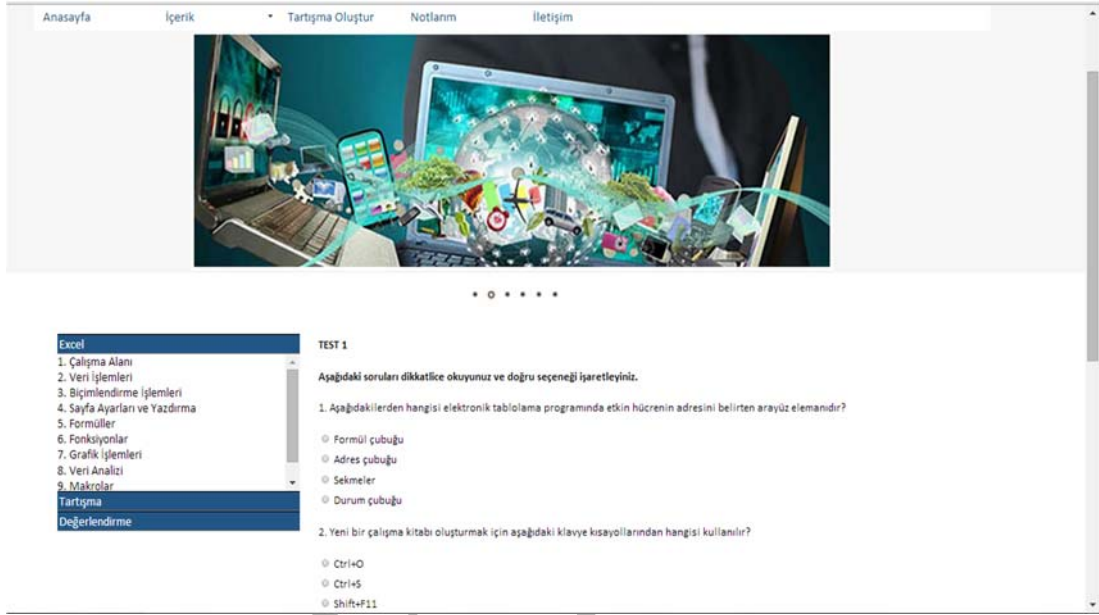 Anasayfa İçerik Tartışma Oluştur Notlarım İletişim
Excel
1. Çalışma Alanı
2. Veri İşlemleri
3. Biçimlendirme İşlemleri
4. Sayfa Ayarları ve Yazdırma
5. Formüller
6. Fonksiyonlar
7. Grafik İşlemleri
8. Veri Analizi
9. Makrolar
Tartışma
Değerlendirme
TEST 1
Aşağıdaki soruları dikkatlice okuyunuz ve doğru seçeneği işaretleyiniz.
1. Aşağıdakilerden hangisi elektronik tablolama programında etkin hücrenin adresini belirten arayüz elemanıdır?
Formül çubuğu
Adres çubuğu
Sekmeler
Durum çubuğu
2. Yeni bir çalışma kitabı oluşturmak için aşağıdaki klavye kısayollarından hangisi kullanılır?
Ctrl+O
Ctrl+S
Shift+F11